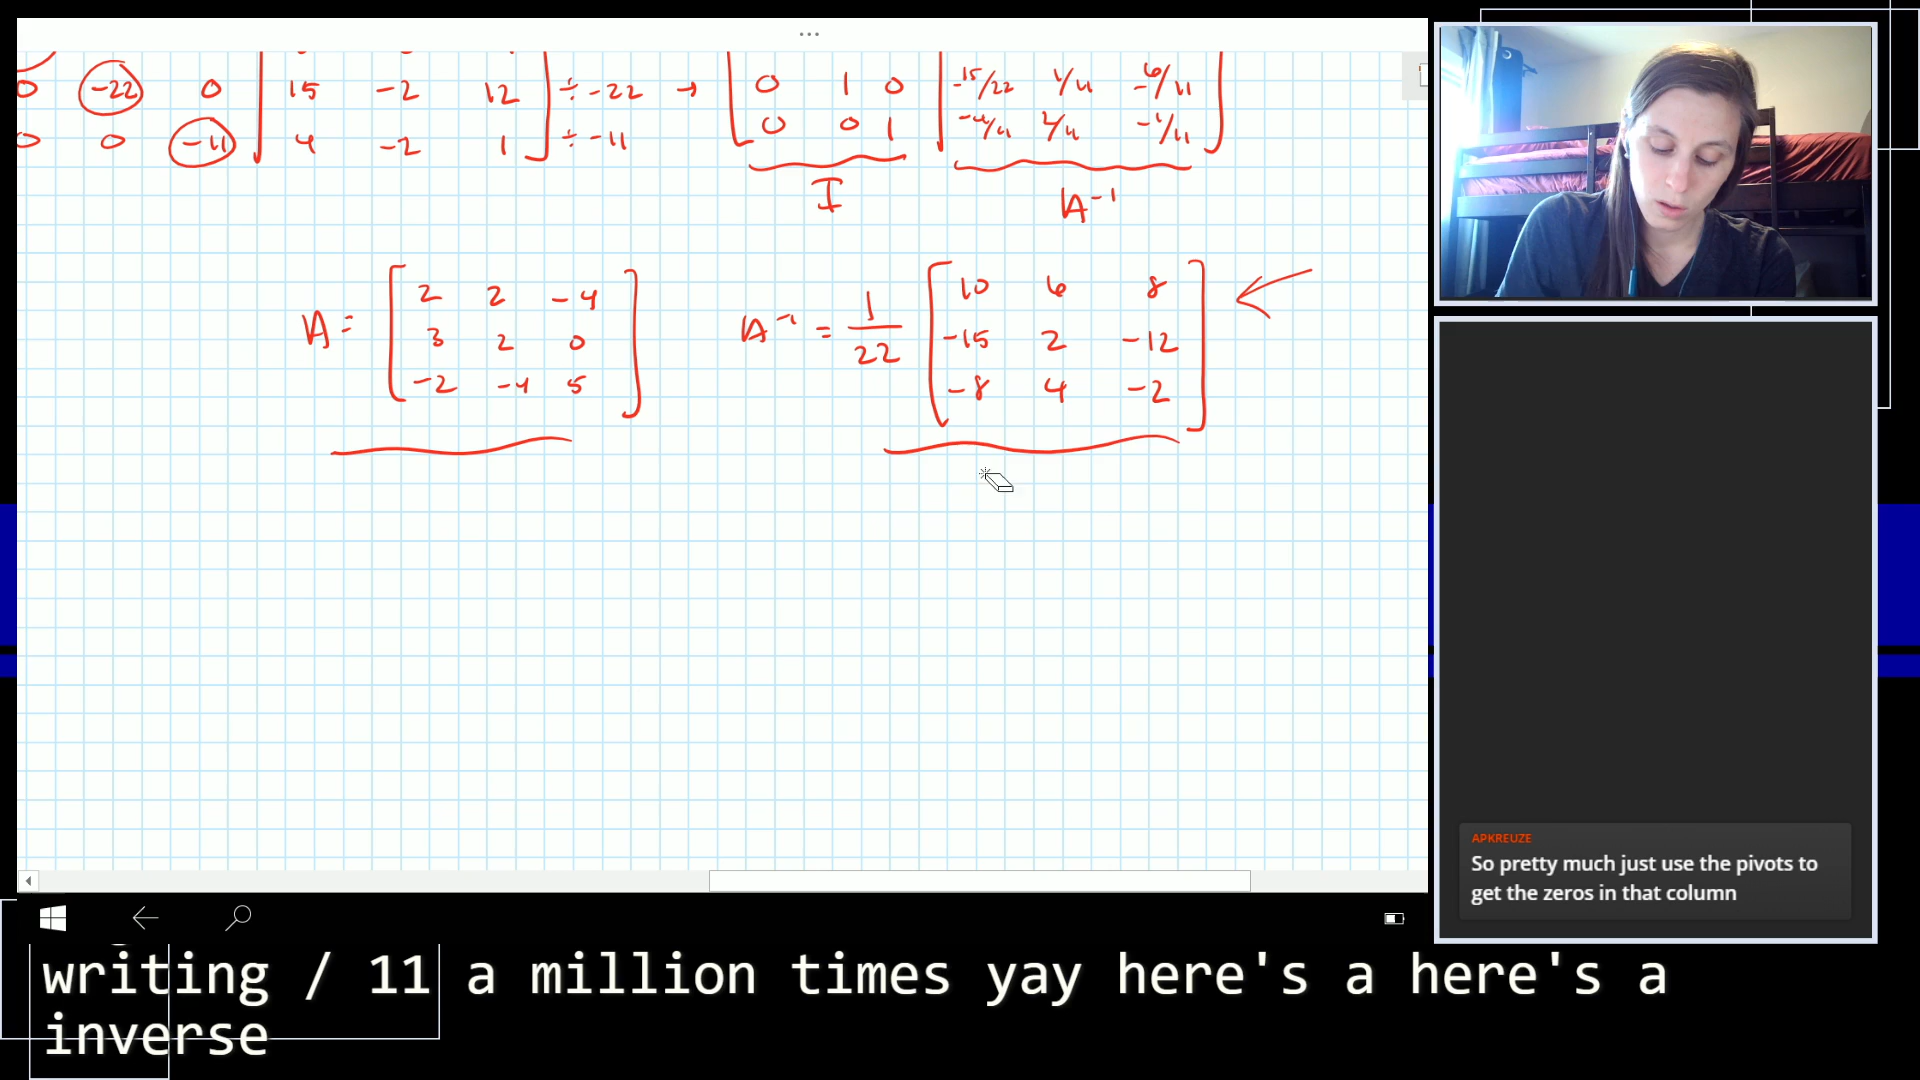 ...
0 -22 0 | 15 -2 12 ] ÷ -22 → [ 0 1 0 | -15/22 1/11 -6/11 ]
0 0 -11 | 4 -2 1 ] ÷ -11 [ 0 0 1 | -4/11 2/11 -1/11 ]
I A⁻¹
A = [ 2 2 -4
3 2 0
-2 -4 5 ]
A⁻¹ = 1/22 [ 10 6 8
-15 2 -12
-8 4 -2 ]
APKREUZE
So pretty much just use the pivots to
get the zeros in that column
writing / 11 a million times yay here's a here's a
inverse